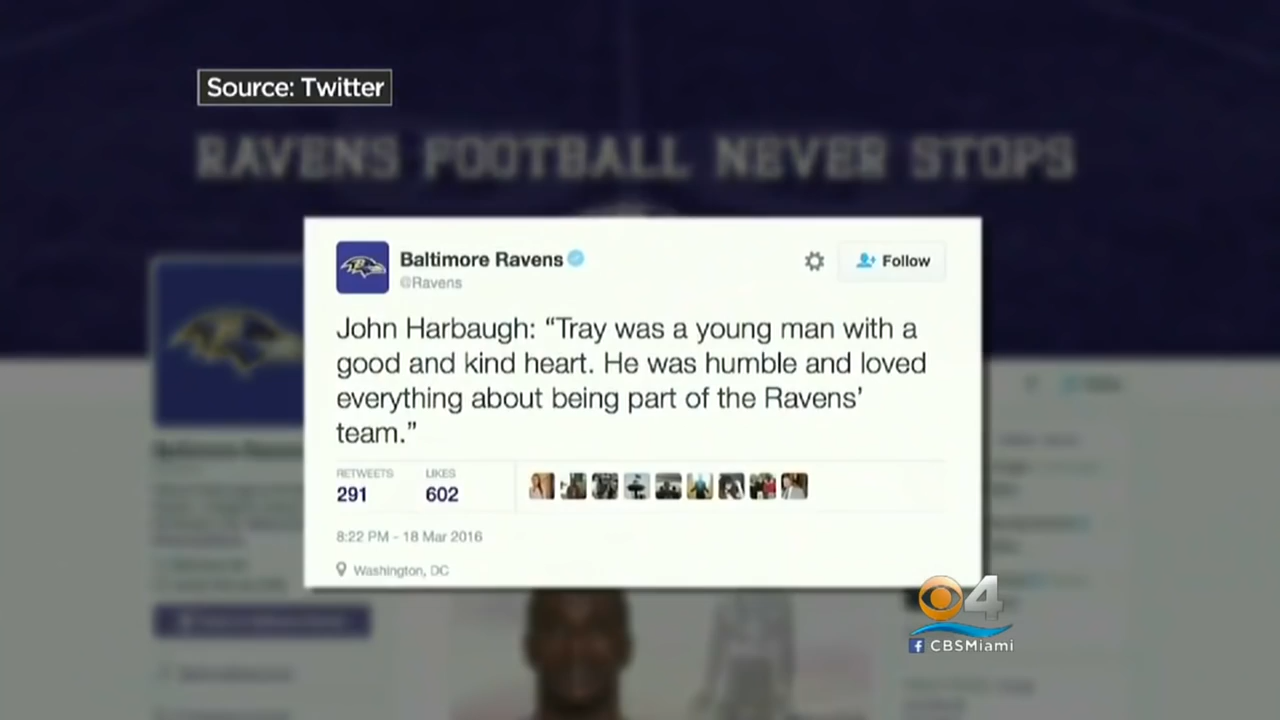 Source: Twitter
RAVENS FOOTBALL NEVER STOPS
Baltimore Ravens
@Ravens
Follow
John Harbaugh: “Tray was a young man with a
good and kind heart. He was humble and loved
everything about being part of the Ravens’
team.”
RETWEETS LIKES
291 602
8:22 PM - 18 Mar 2016
Washington, DC
4
CBSMiami